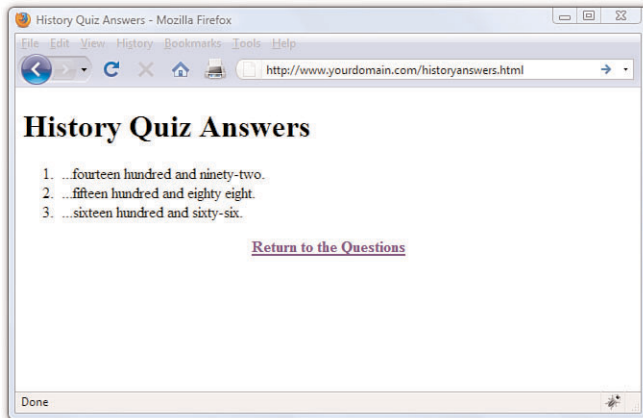 History Quiz Answers - Mozilla Firefox
File Edit View History Bookmarks Tools Help
http://www.yourdomain.com/historyanswers.html
History Quiz Answers
1. ...fourteen hundred and ninety-two.
2. ...fifteen hundred and eighty eight.
3. ...sixteen hundred and sixty-six.
Return to the Questions
Done